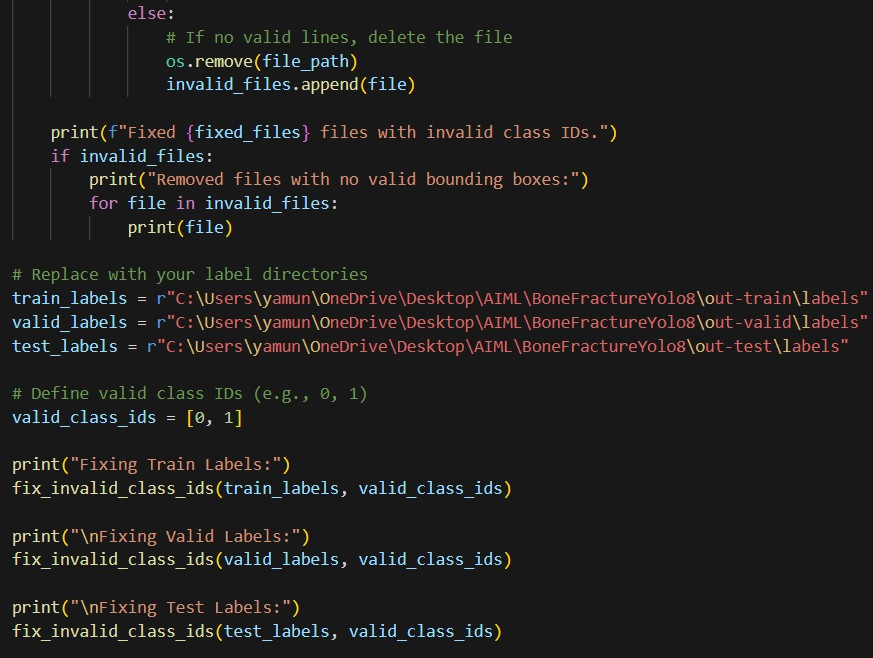 else:
# If no valid lines, delete the file
os.remove(file_path)
invalid_files.append(file)
print(f"Fixed {fixed_files} files with invalid class IDs.")
if invalid_files:
print("Removed files with no valid bounding boxes:")
for file in invalid_files:
print(file)
# Replace with your label directories
train_labels = r"C:\Users\yamun\OneDrive\Desktop\AIML\BoneFractureYolo8\out-train\labels"
valid_labels = r"C:\Users\yamun\OneDrive\Desktop\AIML\BoneFractureYolo8\out-valid\labels"
test_labels = r"C:\Users\yamun\OneDrive\Desktop\AIML\BoneFractureYolo8\out-test\labels"
# Define valid class IDs (e.g., 0, 1)
valid_class_ids = [0, 1]
print("Fixing Train Labels:")
fix_invalid_class_ids(train_labels, valid_class_ids)
print("\nFixing Valid Labels:")
fix_invalid_class_ids(valid_labels, valid_class_ids)
print("\nFixing Test Labels:")
fix_invalid_class_ids(test_labels, valid_class_ids)